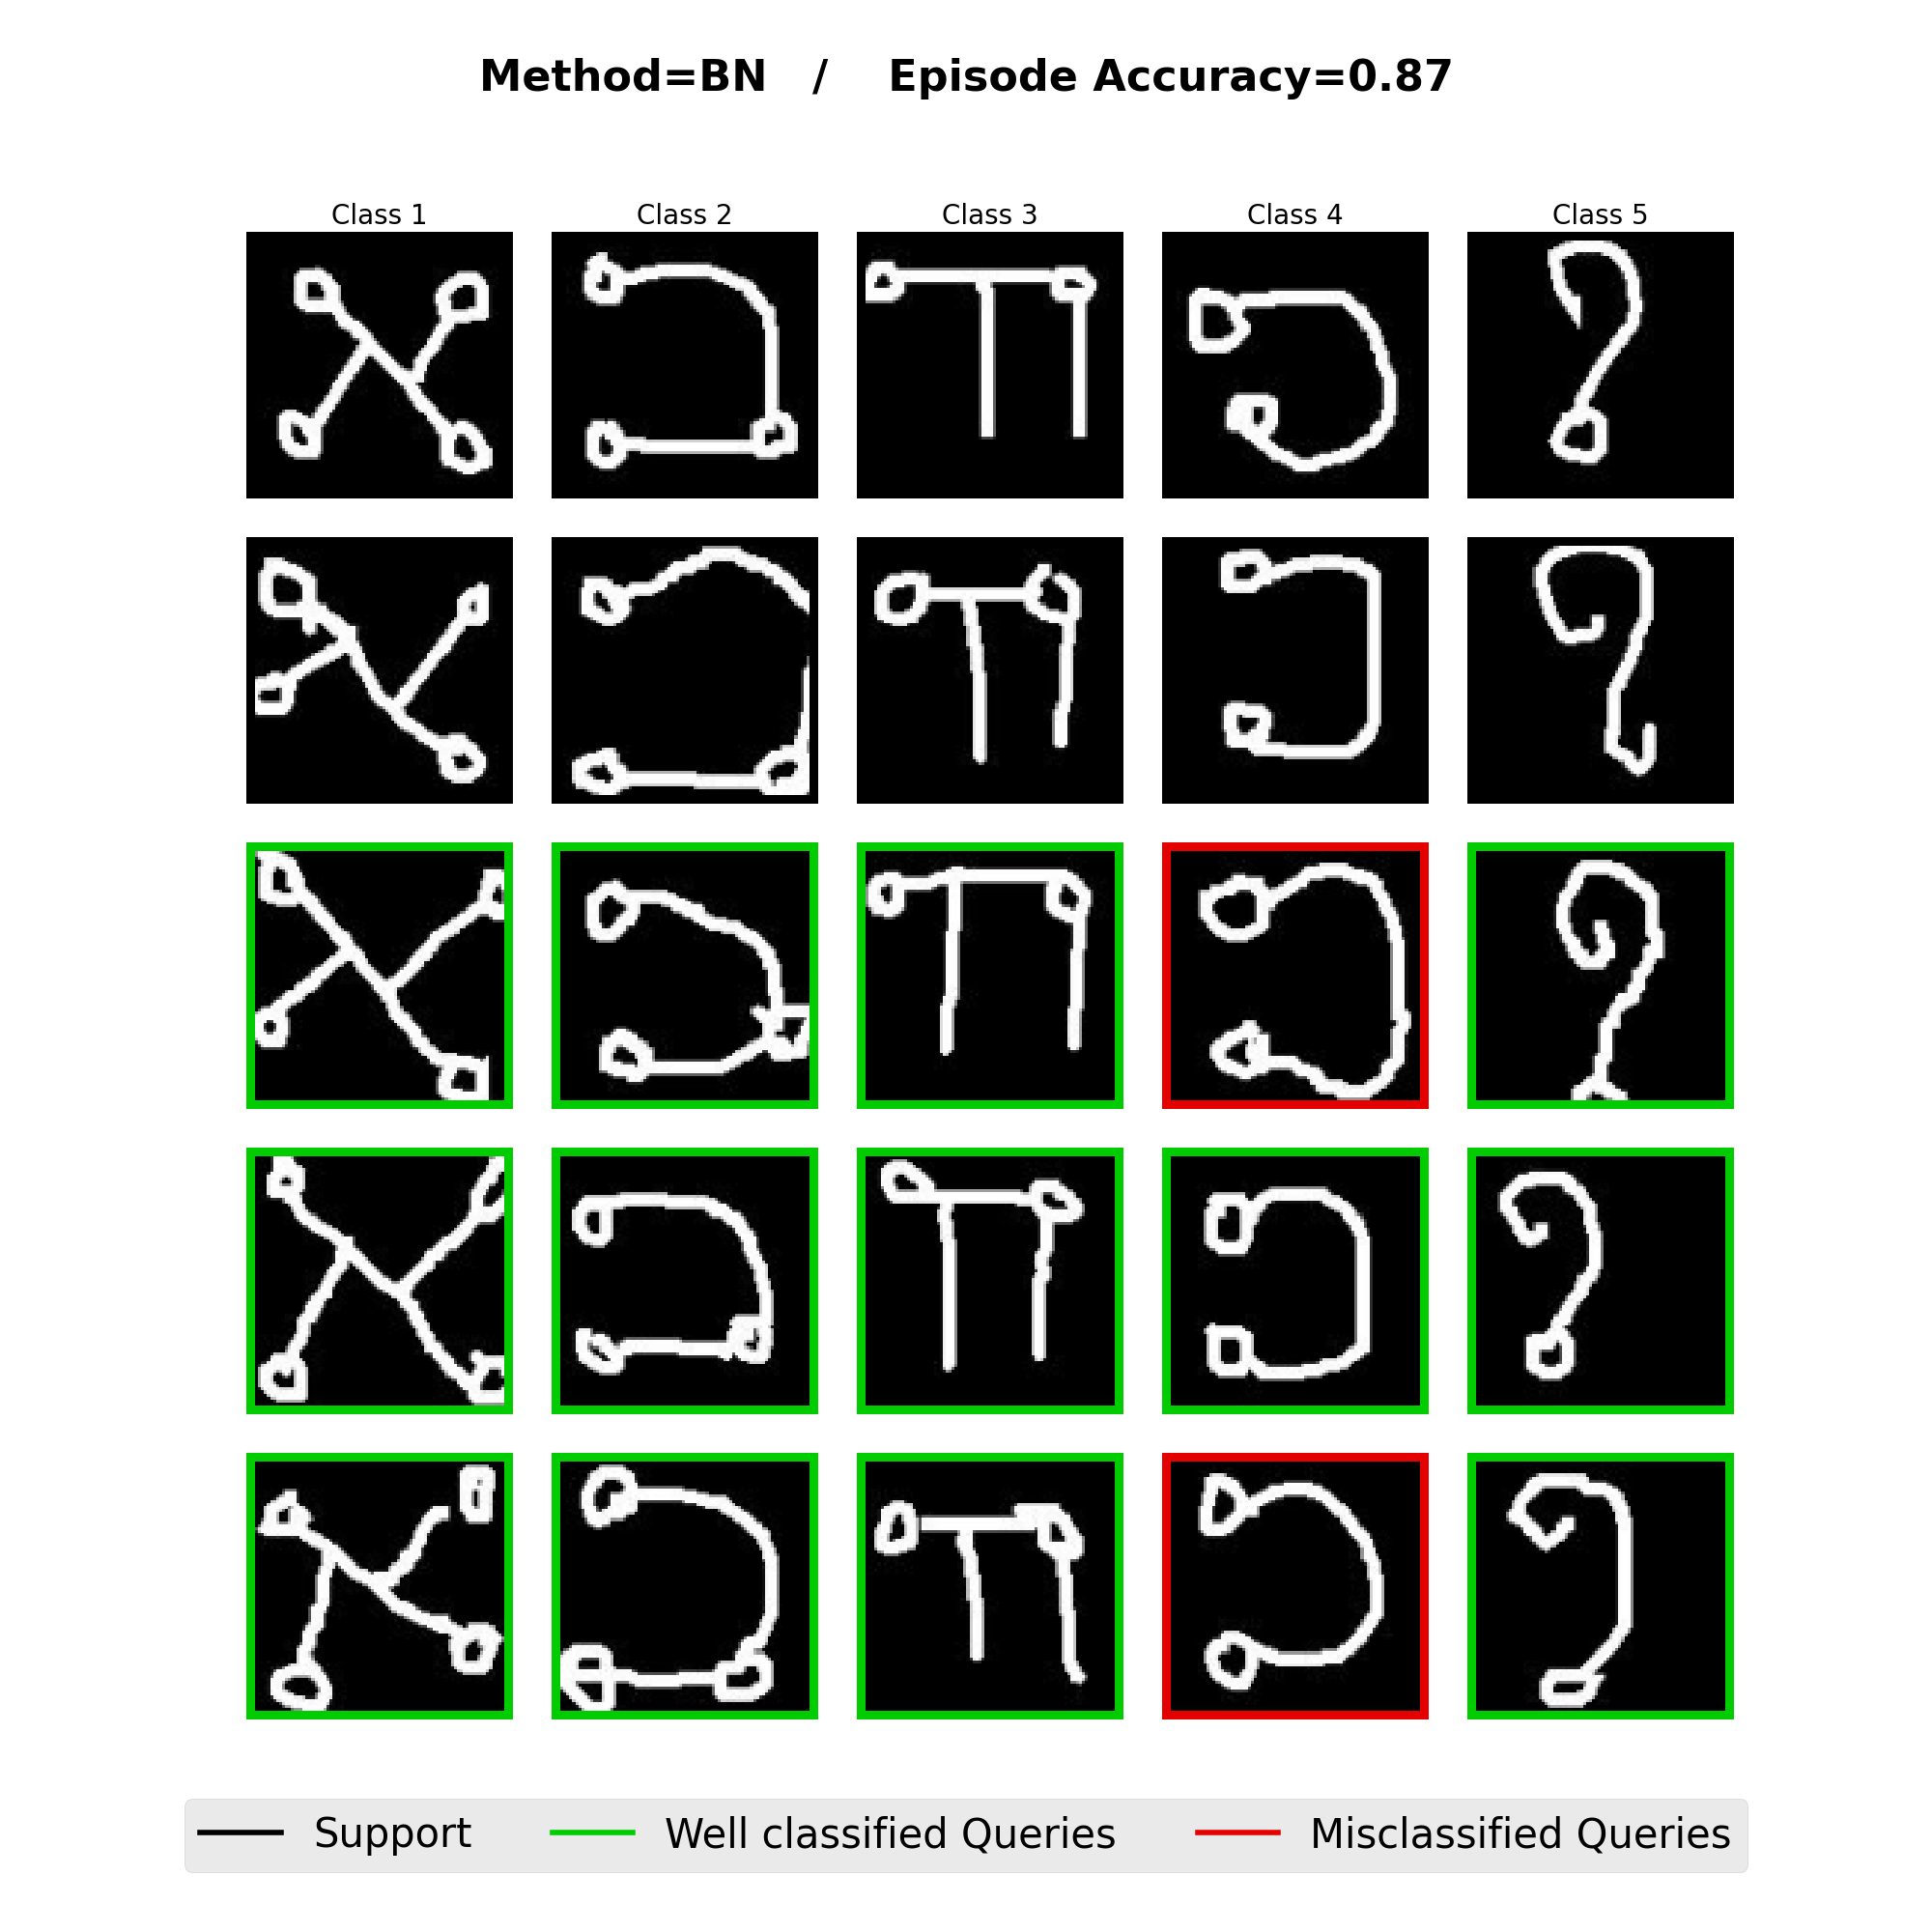 Method=BN / Episode Accuracy=0.87
Class 1 Class 2 Class 3 Class 4 Class 5
Support Well classified Queries Misclassified Queries